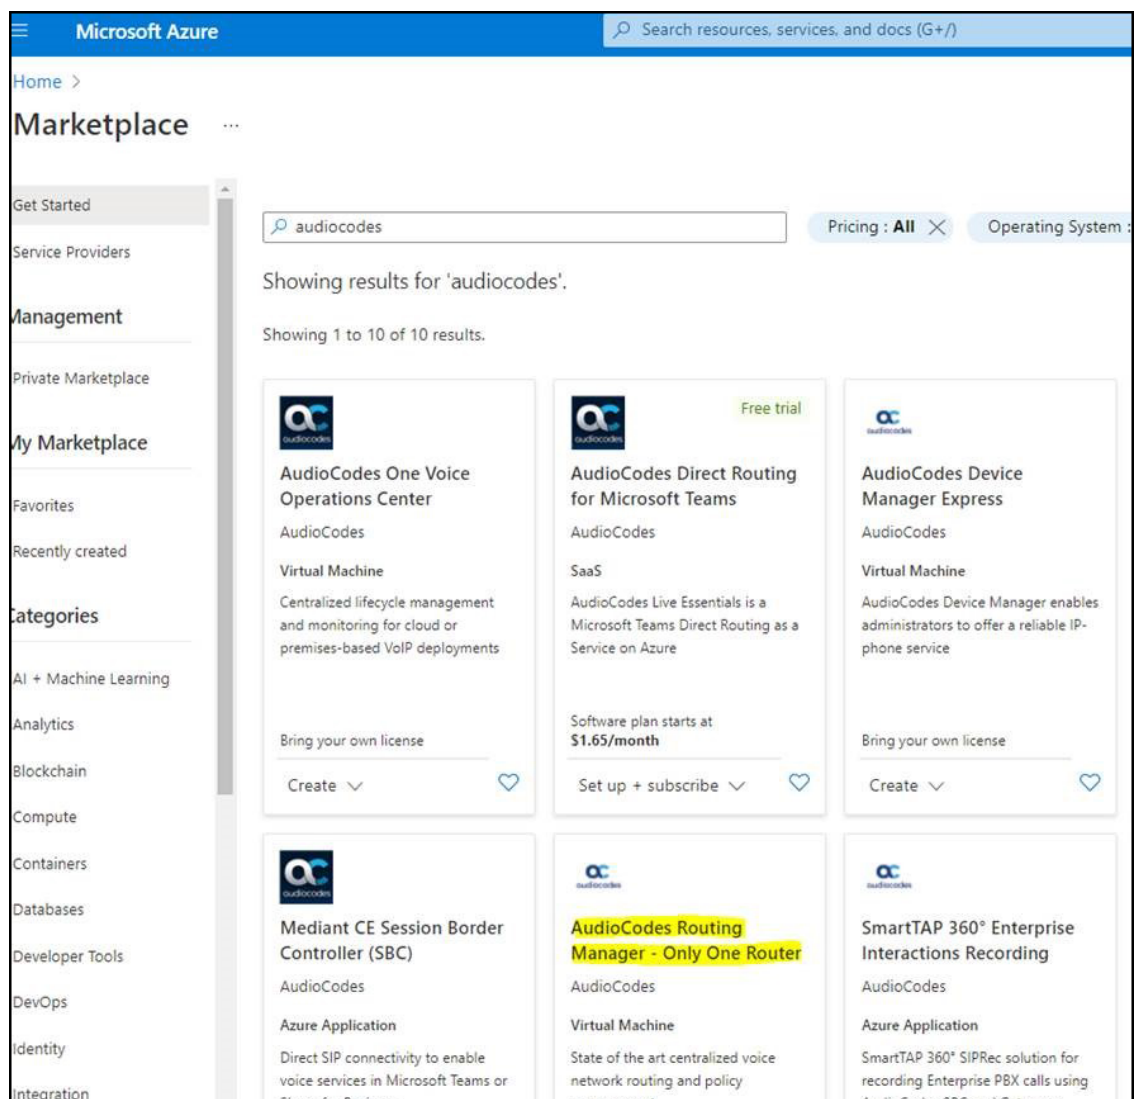 Microsoft Azure
Search resources, services, and docs (G+/)
Home >
Marketplace ...
Get Started
Service Providers
Management
Private Marketplace
My Marketplace
Favorites
Recently created
Categories
AI + Machine Learning
Analytics
Blockchain
Compute
Containers
Databases
Developer Tools
DevOps
Identity
Integration
audiocodes
Pricing : All
Operating System :
Showing results for 'audiocodes'.
Showing 1 to 10 of 10 results.
audiocodes
AudioCodes One Voice
Operations Center
AudioCodes
Virtual Machine
Centralized lifecycle management
and monitoring for cloud or
premises-based VoIP deployments
Bring your own license
Create
audiocodes
Free trial
AudioCodes Direct Routing
for Microsoft Teams
AudioCodes
SaaS
AudioCodes Live Essentials is a
Microsoft Teams Direct Routing as a
Service on Azure
Software plan starts at
$1.65/month
Set up + subscribe
audiocodes
AudioCodes Device
Manager Express
AudioCodes
Virtual Machine
AudioCodes Device Manager enables
administrators to offer a reliable IP-
phone service
Bring your own license
Create
audiocodes
Mediant CE Session Border
Controller (SBC)
AudioCodes
Azure Application
Direct SIP connectivity to enable
voice services in Microsoft Teams or
audiocodes
AudioCodes Routing
Manager - Only One Router
AudioCodes
Virtual Machine
State of the art centralized voice
network routing and policy
audiocodes
SmartTAP 360° Enterprise
Interactions Recording
AudioCodes
Azure Application
SmartTAP 360° SIPRec solution for
recording Enterprise PBX calls using